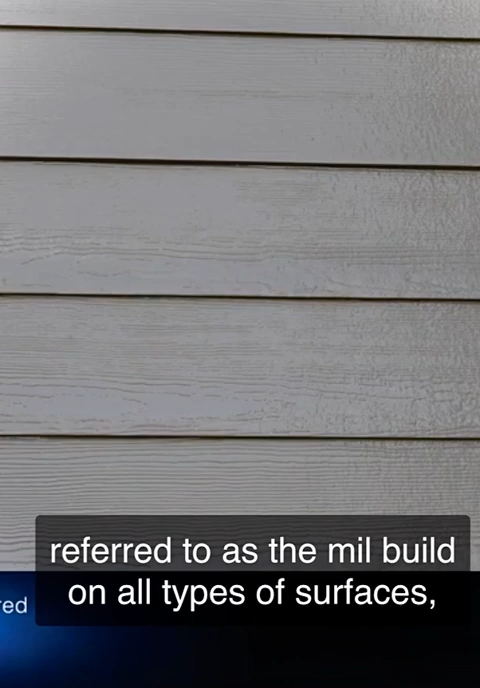 referred to as the mil build
on all types of surfaces,